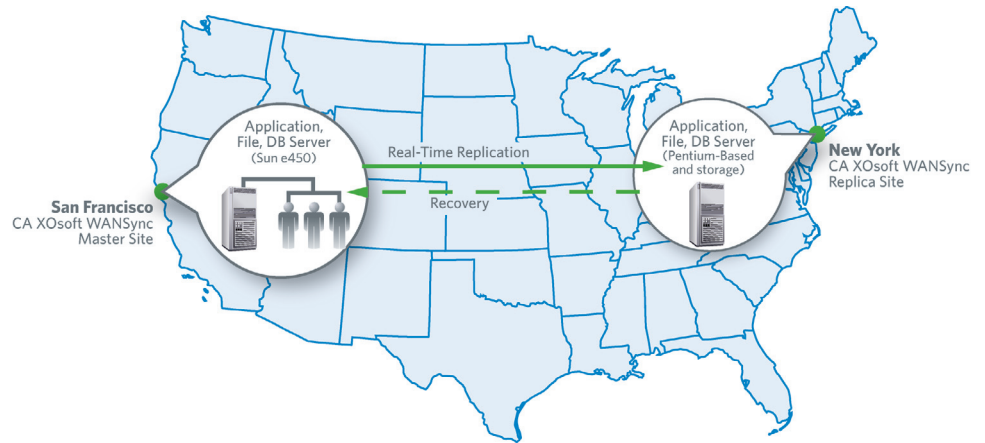 Application,
File, DB Server
(Sun e450)
Real-Time Replication
Recovery
Application,
File, DB Server
(Pentium-Based
and storage)
San Francisco
CA XOsoft WANSync
Master Site
New York
CA XOsoft WANSync
Replica Site